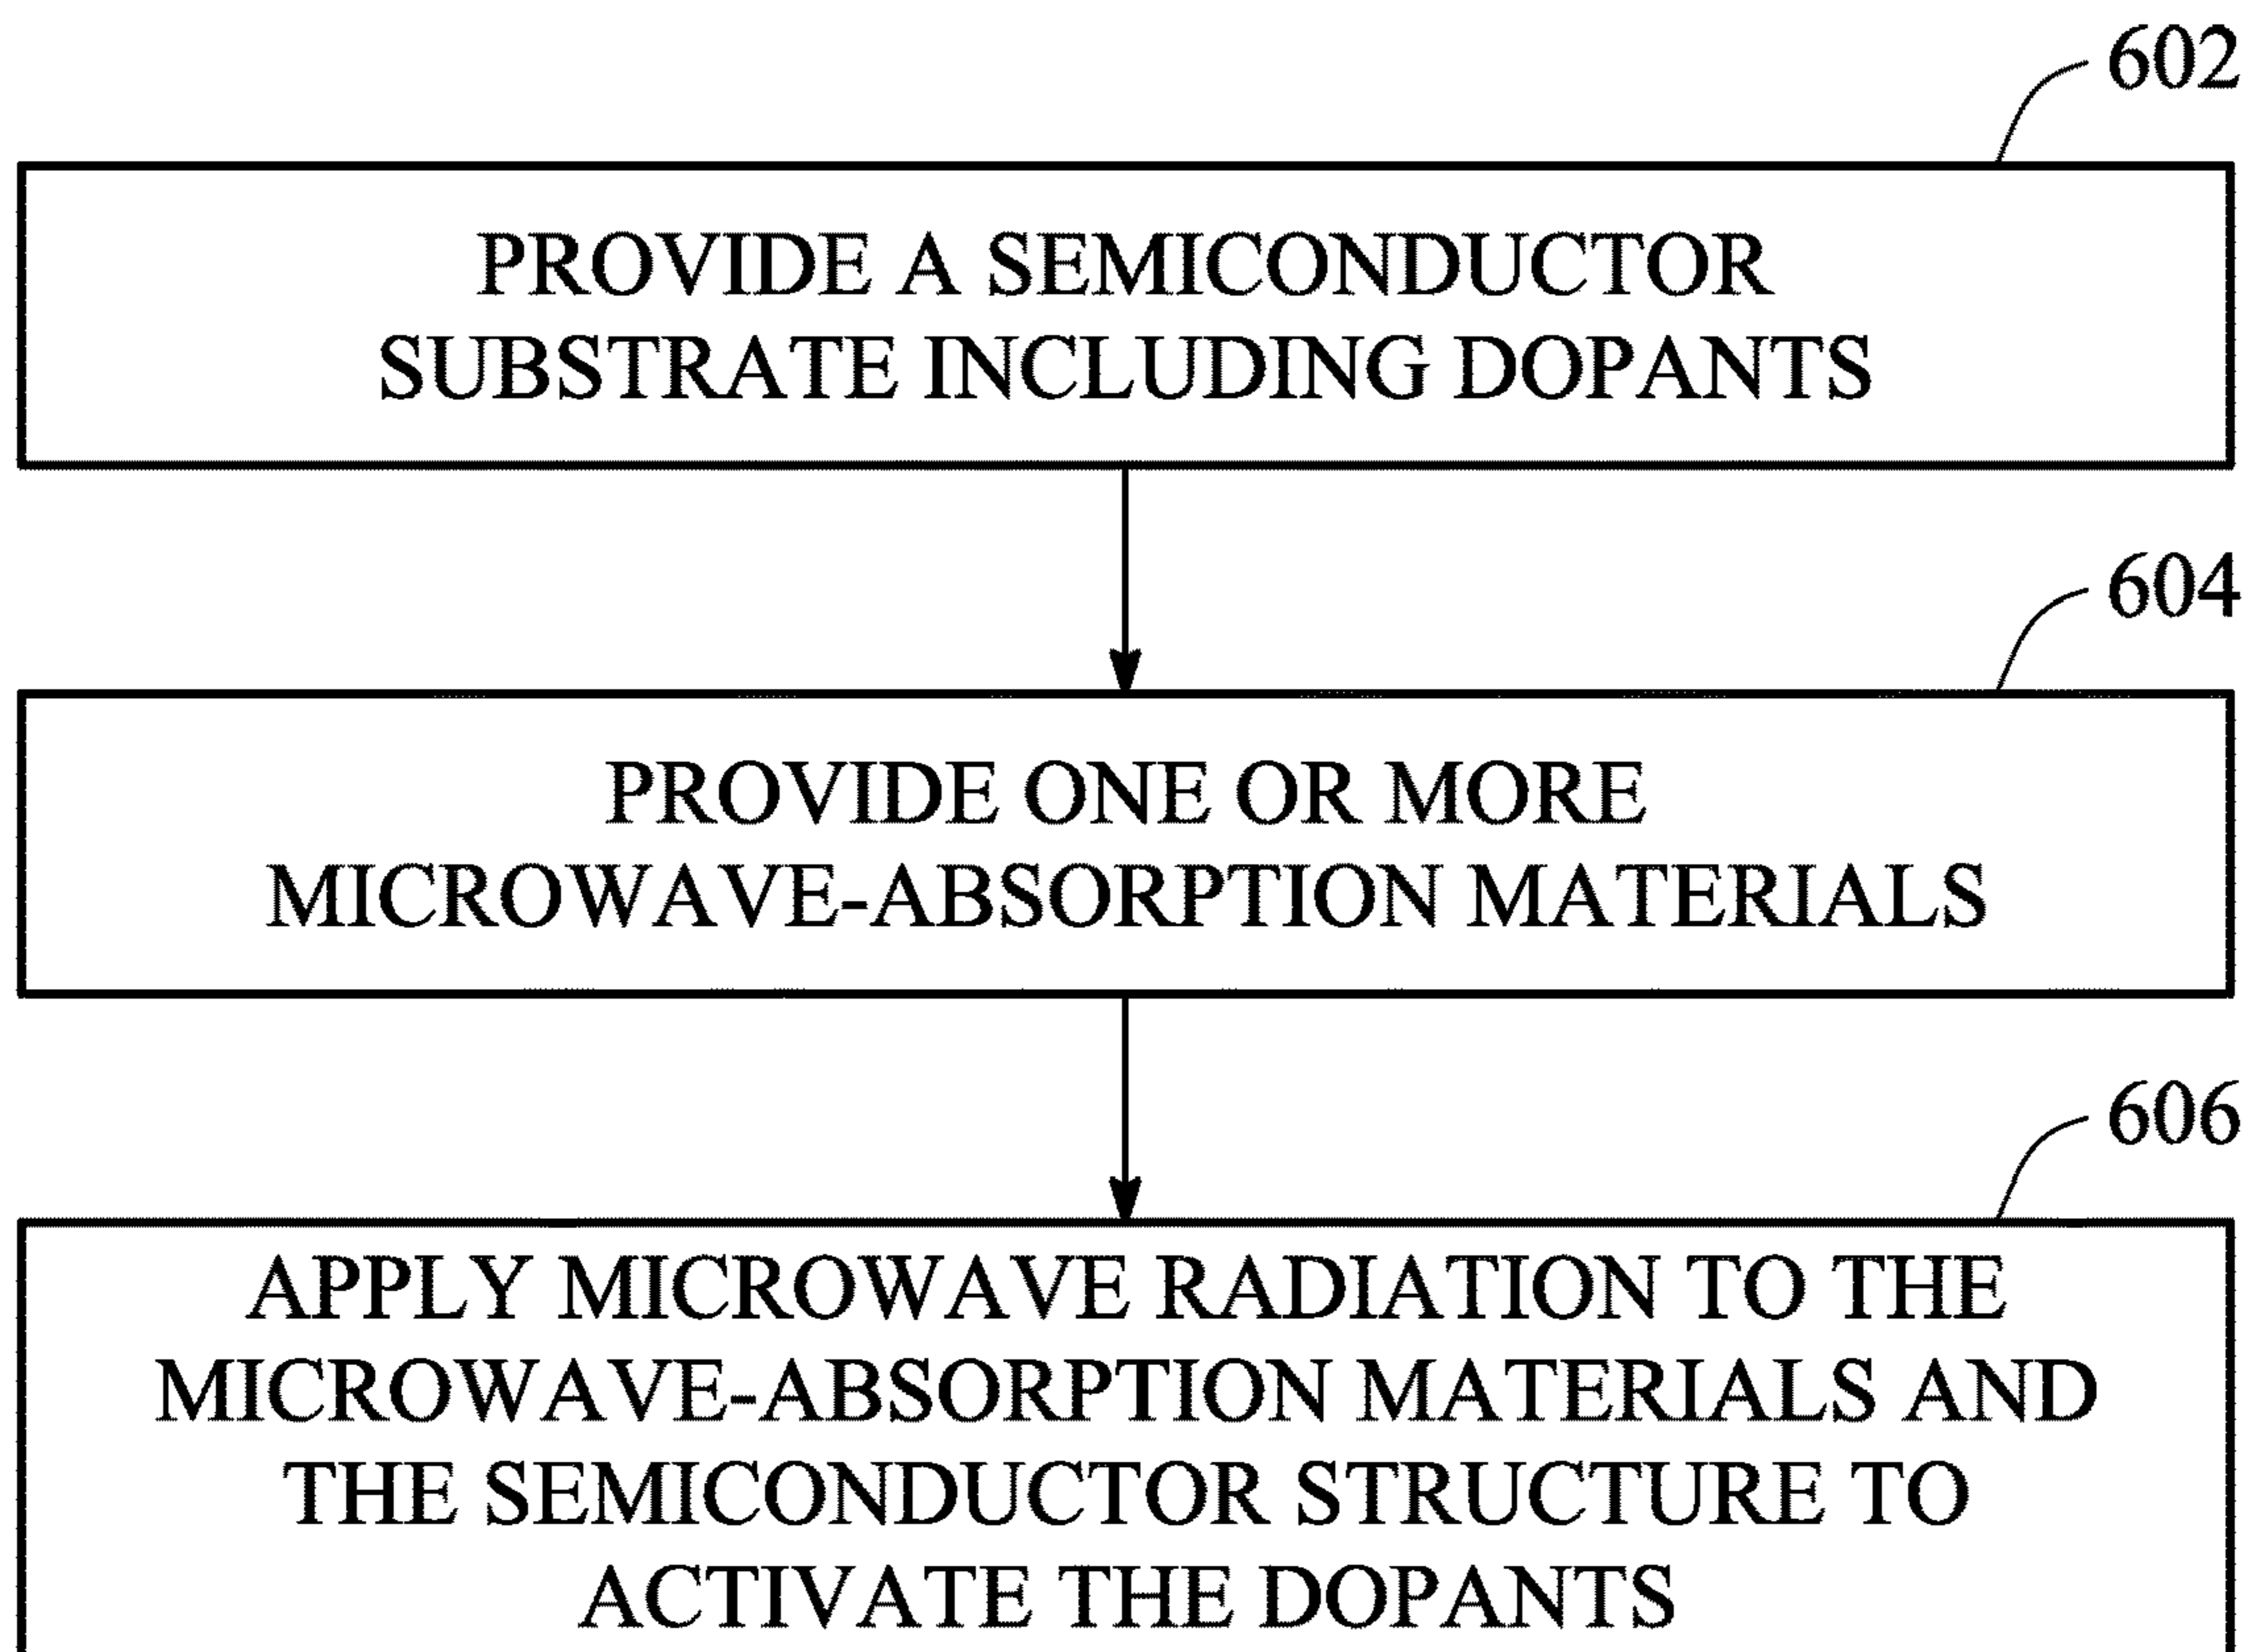 602
PROVIDE A SEMICONDUCTOR
SUBSTRATE INCLUDING DOPANTS
604
PROVIDE ONE OR MORE
MICROWAVE-ABSORPTION MATERIALS
606
APPLY MICROWAVE RADIATION TO THE
MICROWAVE-ABSORPTION MATERIALS AND
THE SEMICONDUCTOR STRUCTURE TO
ACTIVATE THE DOPANTS